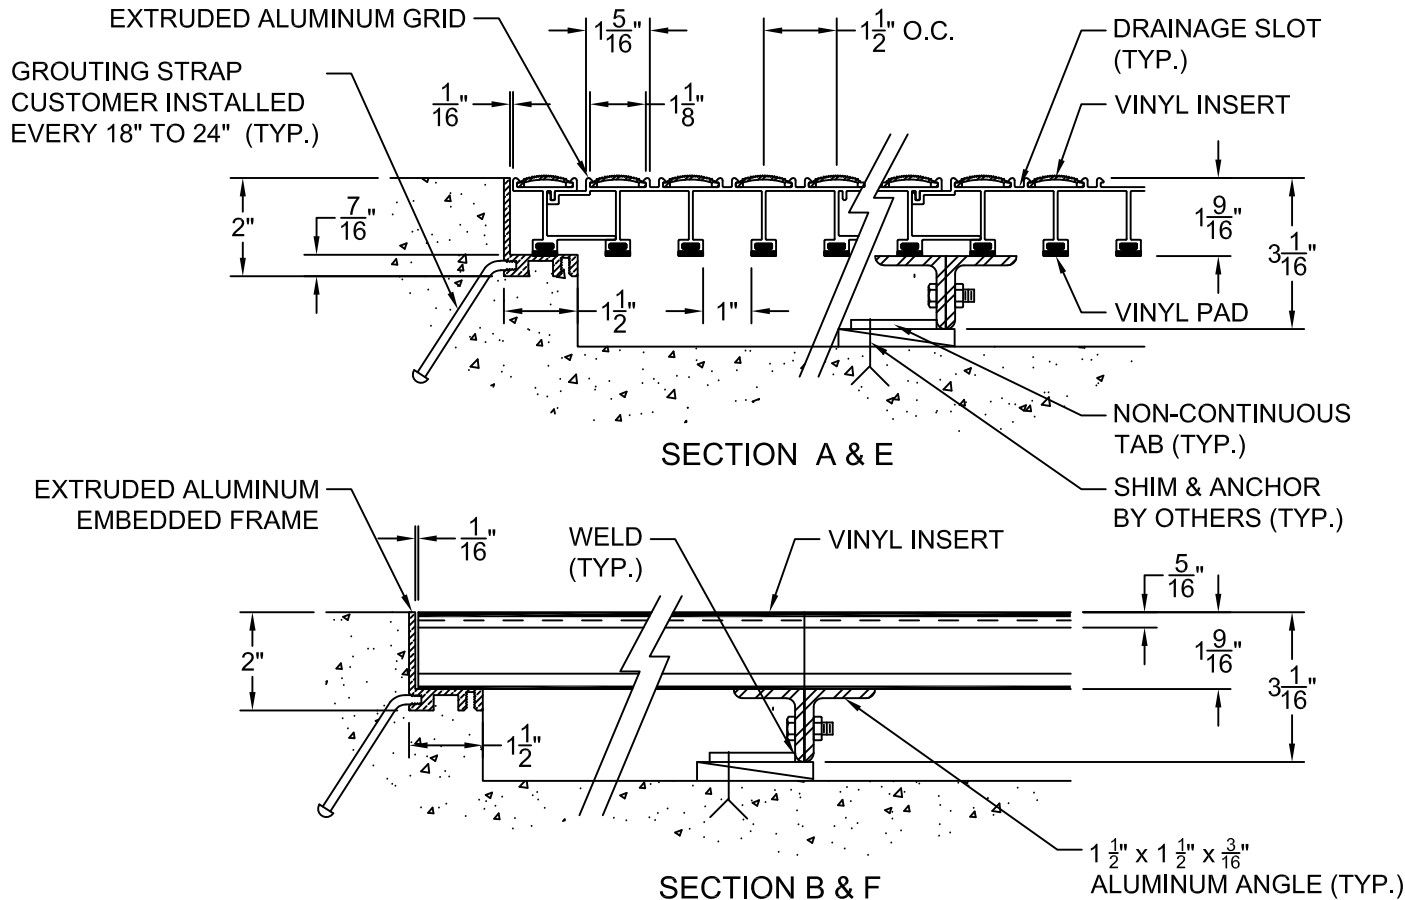 EXTRUDED ALUMINUM GRID
1 5/16"
1 1/2" O.C.
DRAINAGE SLOT
(TYP.)
GROUTING STRAP
CUSTOMER INSTALLED
EVERY 18" TO 24" (TYP.)
1/16"
1 1/8"
VINYL INSERT
2"
7/16"
1 9/16"
3 1/16"
1 1/2"
1"
VINYL PAD
NON-CONTINUOUS
TAB (TYP.)
SECTION A & E
SHIM & ANCHOR
BY OTHERS (TYP.)
EXTRUDED ALUMINUM
EMBEDDED FRAME
1/16"
WELD
(TYP.)
VINYL INSERT
5/16"
2"
1 9/16"
3 1/16"
1 1/2"
1 1/2" x 1 1/2" x 3/16"
ALUMINUM ANGLE (TYP.)
SECTION B & F